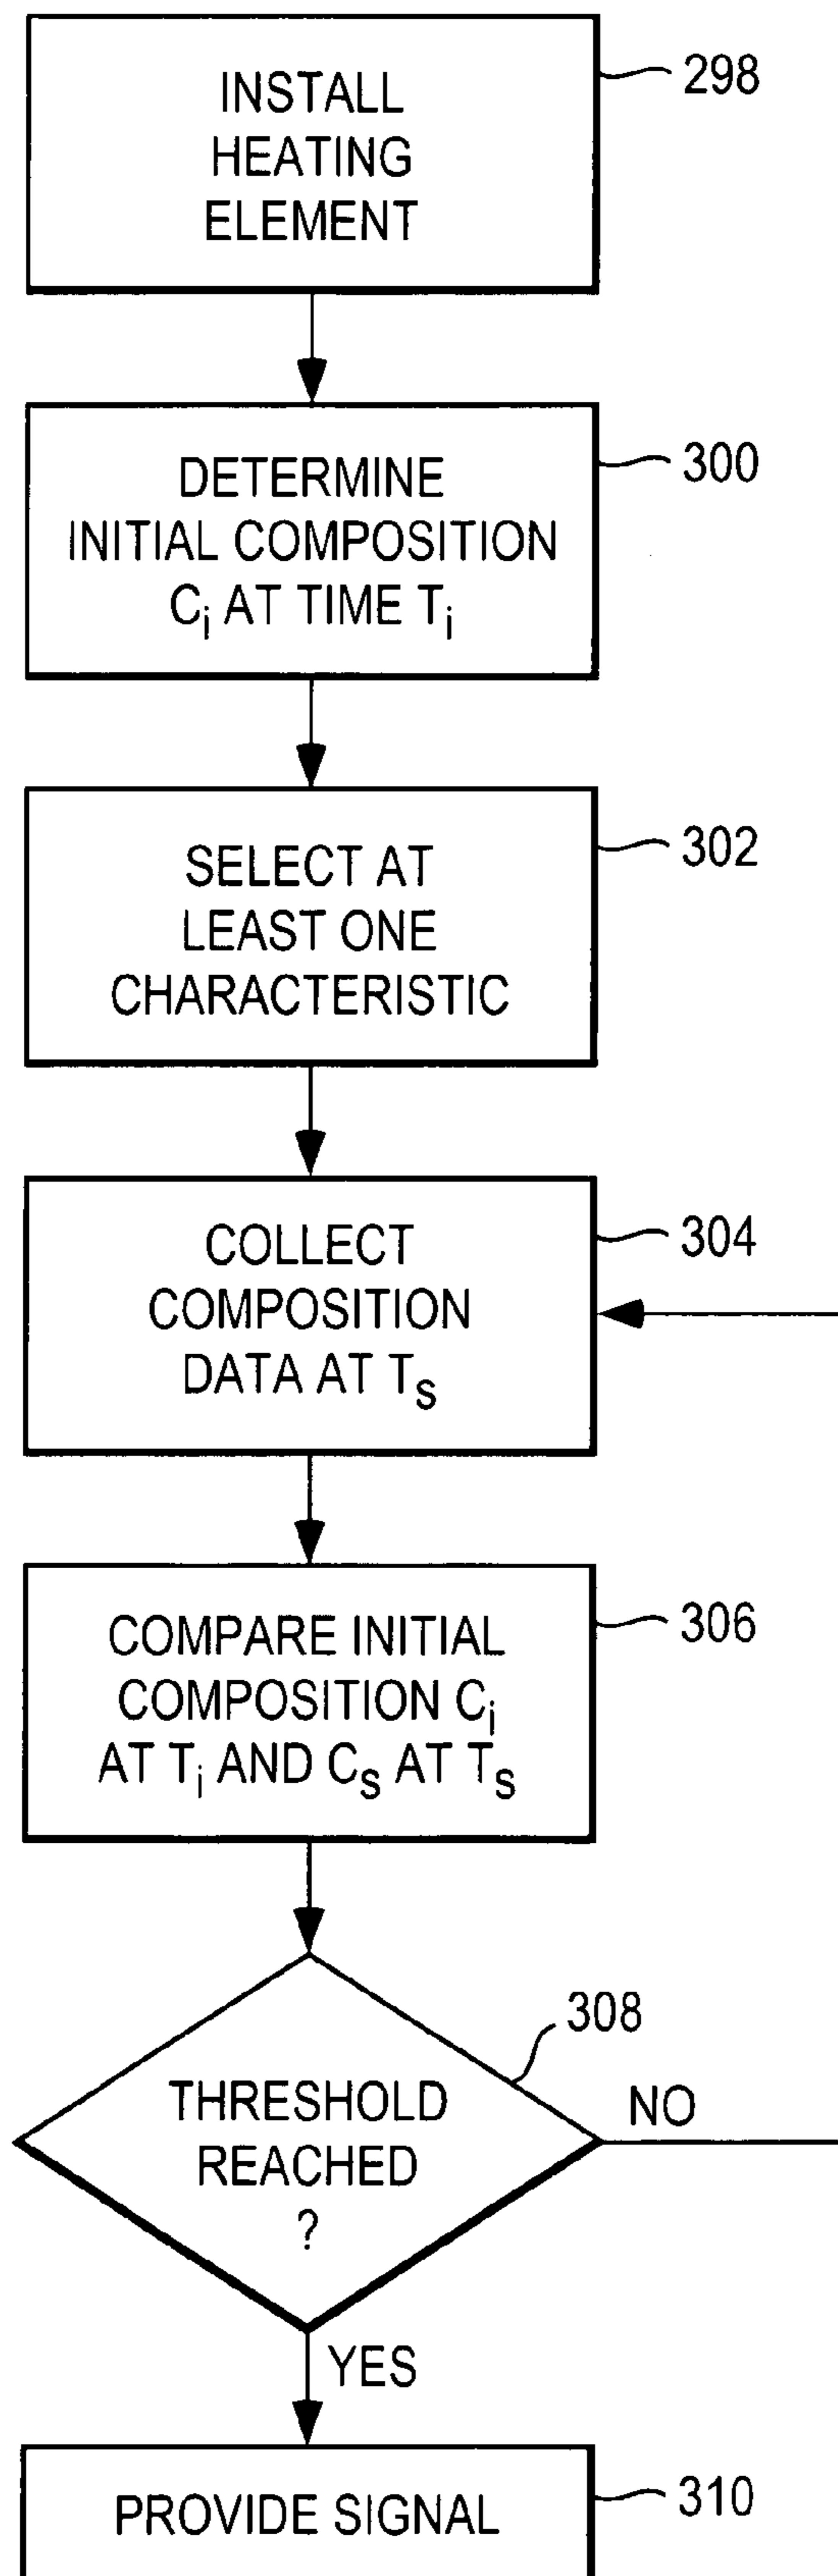 INSTALL
HEATING
ELEMENT
298
DETERMINE
INITIAL COMPOSITION
Ci AT TIME Ti
300
SELECT AT
LEAST ONE
CHARACTERISTIC
302
COLLECT
COMPOSITION
DATA AT Ts
304
COMPARE INITIAL
COMPOSITION Ci
AT Ti AND Cs AT Ts
306
THRESHOLD
REACHED
?
308
NO
YES
PROVIDE SIGNAL
310